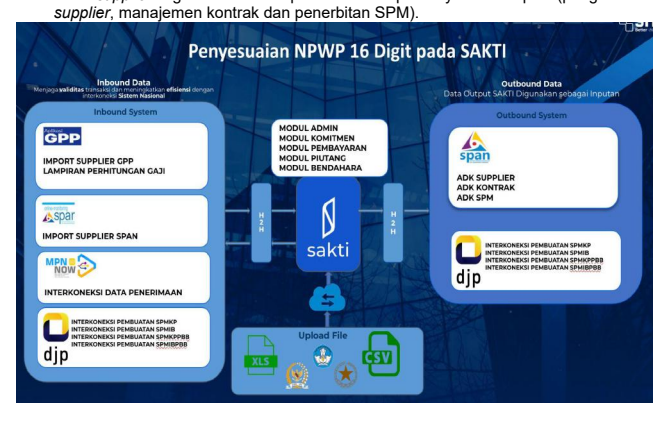 supplier, manajemen kontrak dan penerbitan SPM).
Penyesuaian NPWP 16 Digit pada SAKTI
Inbound Data
Menjaga validitas transaksi dan meningkatkan efisiensi dengan
interkoneksi Sistem Nasional
Inbound System
GPP
IMPORT SUPPLIER GPP
LAMPIRAN PERHITUNGAN GAJI
span
IMPORT SUPPLIER SPAN
MPN
NOW
INTERKONEKSI DATA PENERIMAAN
djp
INTERKONEKSI PEMBUATAN SPMKP
INTERKONEKSI PEMBUATAN SPMIB
INTERKONEKSI PEMBUATAN SPMKPPBB
INTERKONEKSI PEMBUATAN SPMIBPBB
H2H
MODUL ADMIN
MODUL KOMITMEN
MODUL PEMBAYARAN
MODUL PIUTANG
MODUL BENDAHARA
sakti
H2H
Upload File
XLS
CSV
Outbound Data
Data Output SAKTI Digunakan sebagai Inputan
Outbound System
span
ADK SUPPLIER
ADK KONTRAK
ADK SPM
djp
INTERKONEKSI PEMBUATAN SPMKP
INTERKONEKSI PEMBUATAN SPMIB
INTERKONEKSI PEMBUATAN SPMKPPBB
INTERKONEKSI PEMBUATAN SPMIBPBB